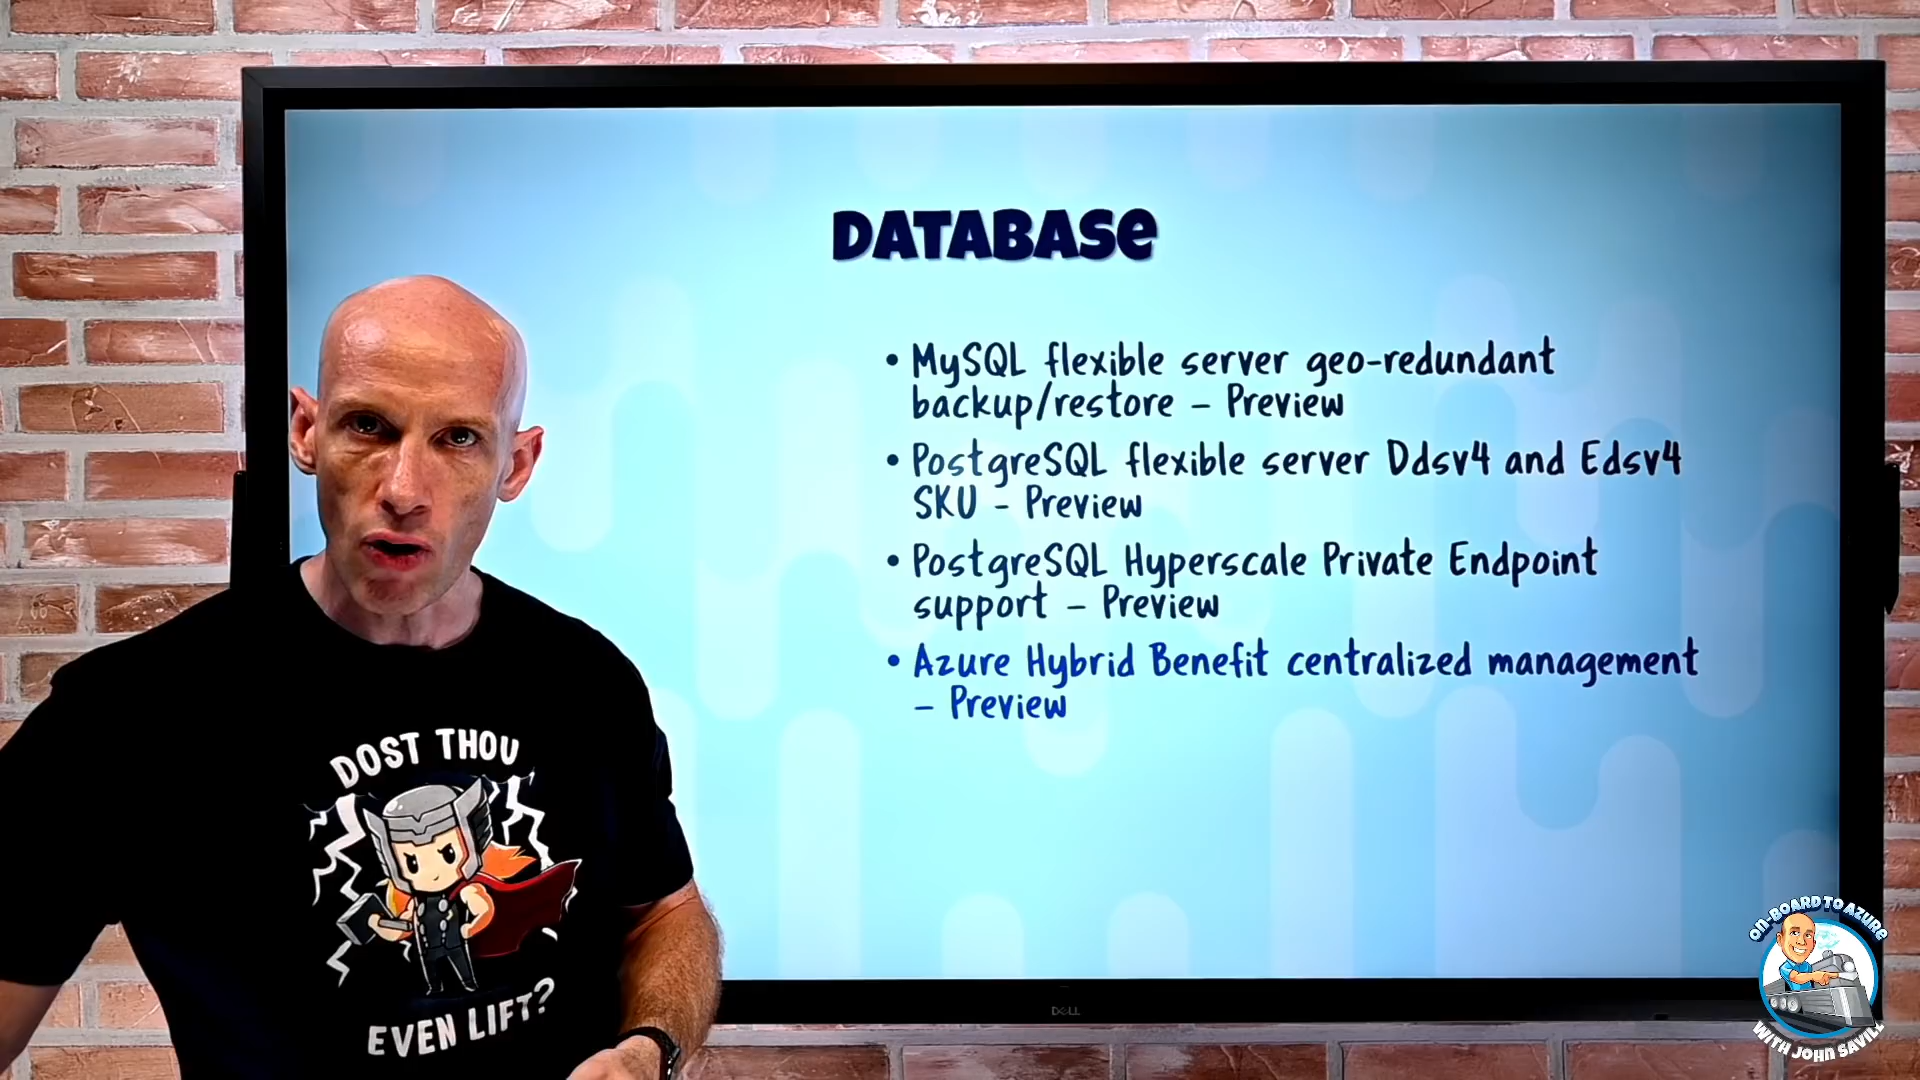 DATABASE
• MySQL flexible server geo-redundant
backup/restore – Preview
• PostgreSQL flexible server Ddsv4 and Edsv4
SKU - Preview
• PostgreSQL Hyperscale Private Endpoint
support – Preview
• Azure Hybrid Benefit centralized management
– Preview
DOST THOU
EVEN LIFT?
DELL
ON-BOARD TO AZURE
WITH JOHN SAVILL